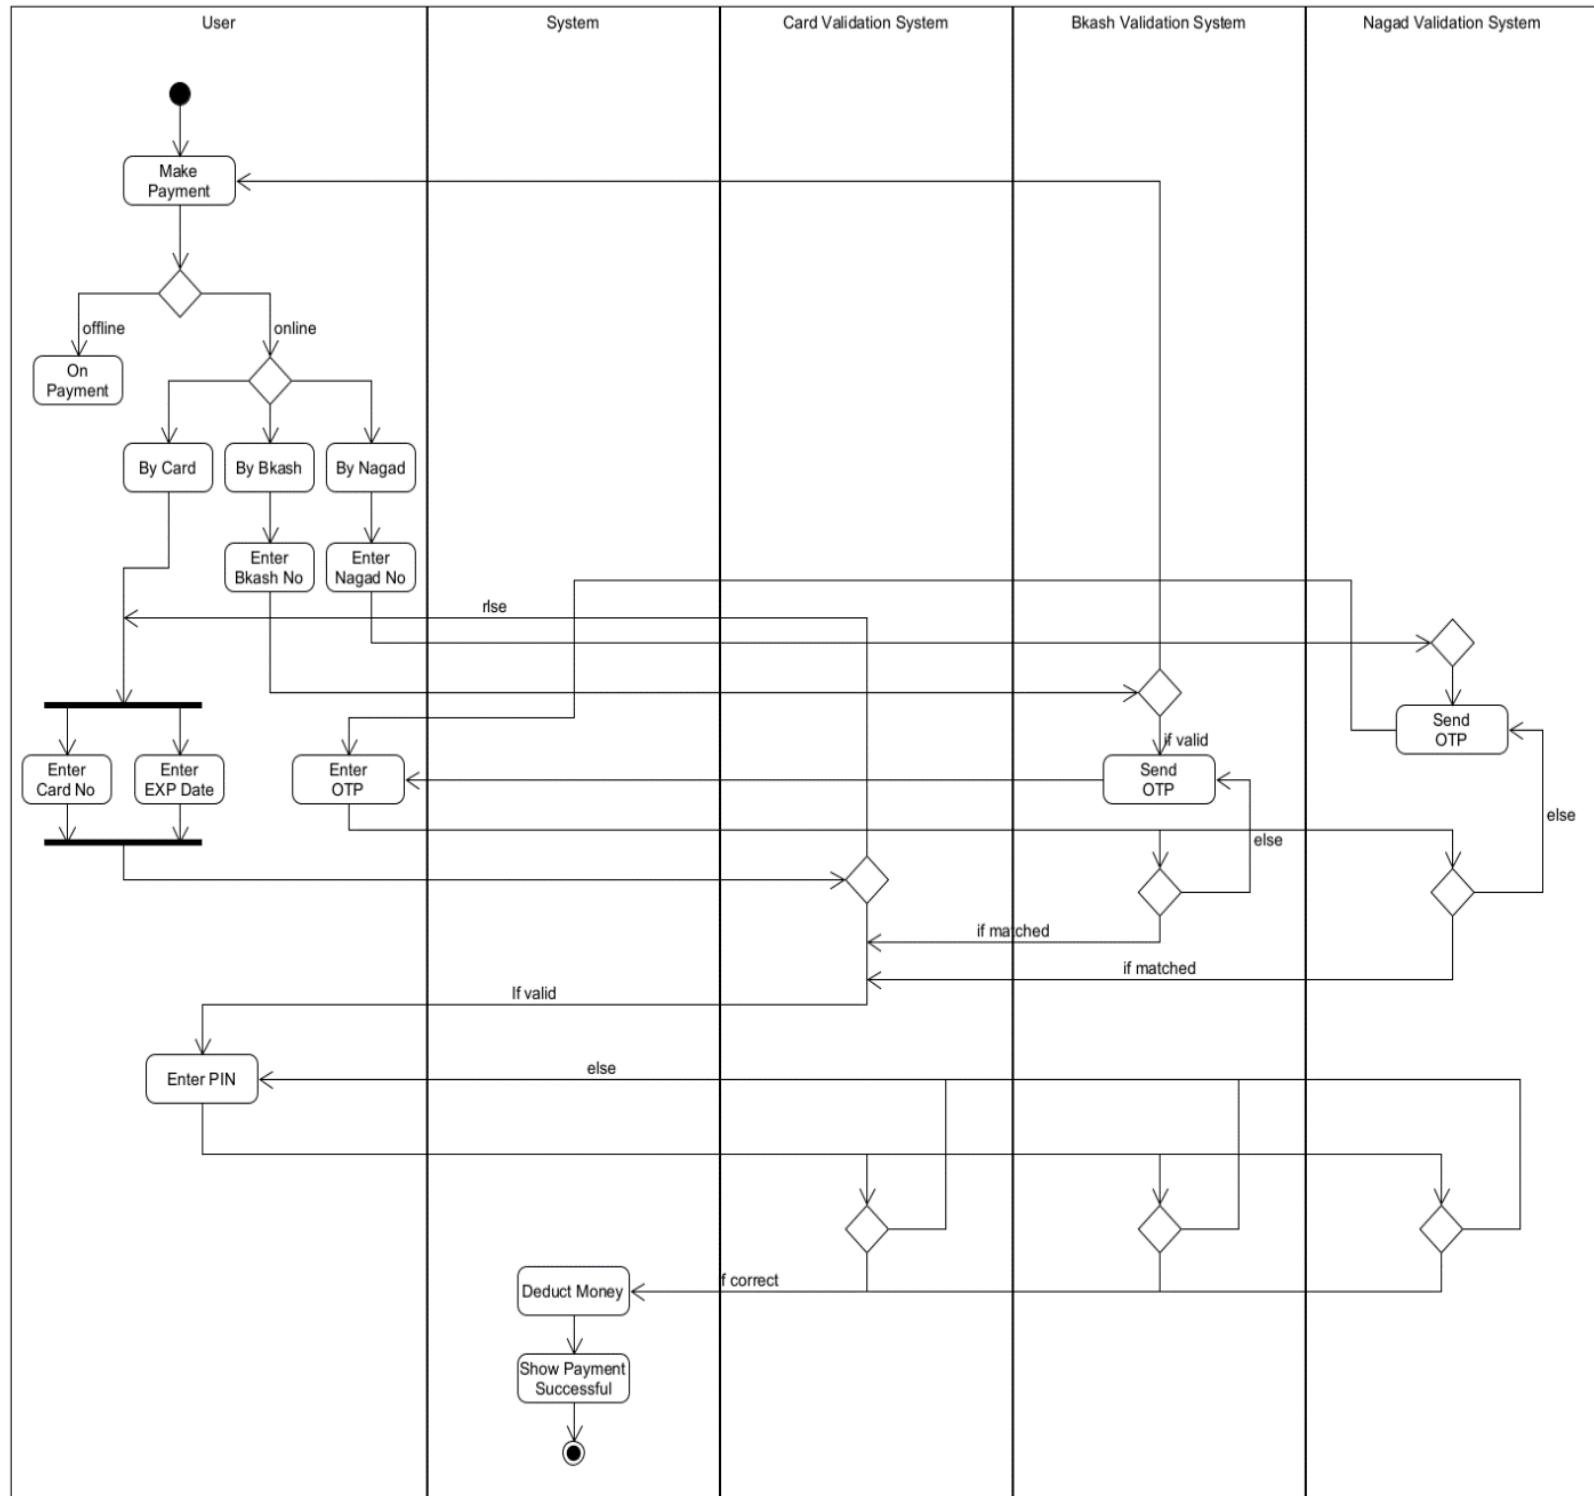 User
System
Card Validation System
Bkash Validation System
Nagad Validation System
Make
Payment
offline
online
On
Payment
By Card
By Bkash
By Nagad
Enter
Bkash No
Enter
Nagad No
rlse
Send
OTP
if valid
Enter
Card No
Enter
EXP Date
Enter
OTP
Send
OTP
else
else
if matched
if matched
If valid
Enter PIN
else
f correct
Deduct Money
Show Payment
Successful